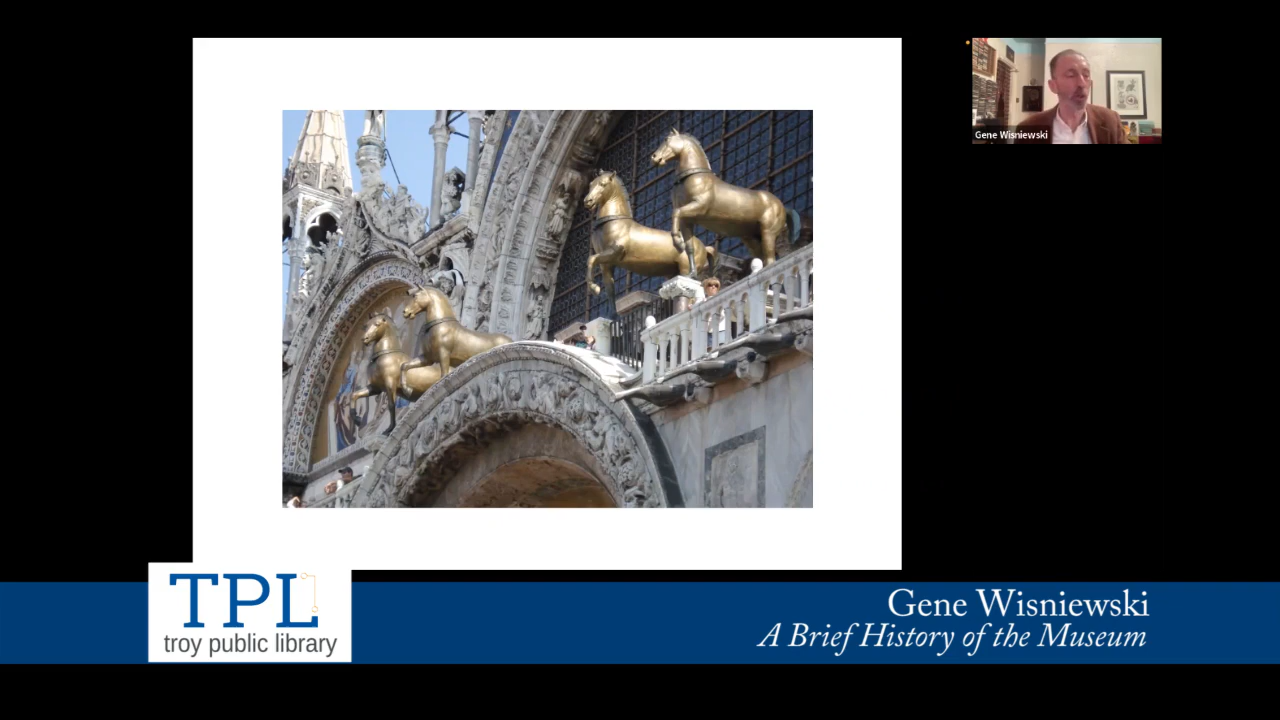 Gene Wisniewski
TPL
troy public library
Gene Wisniewski
A Brief History of the Museum